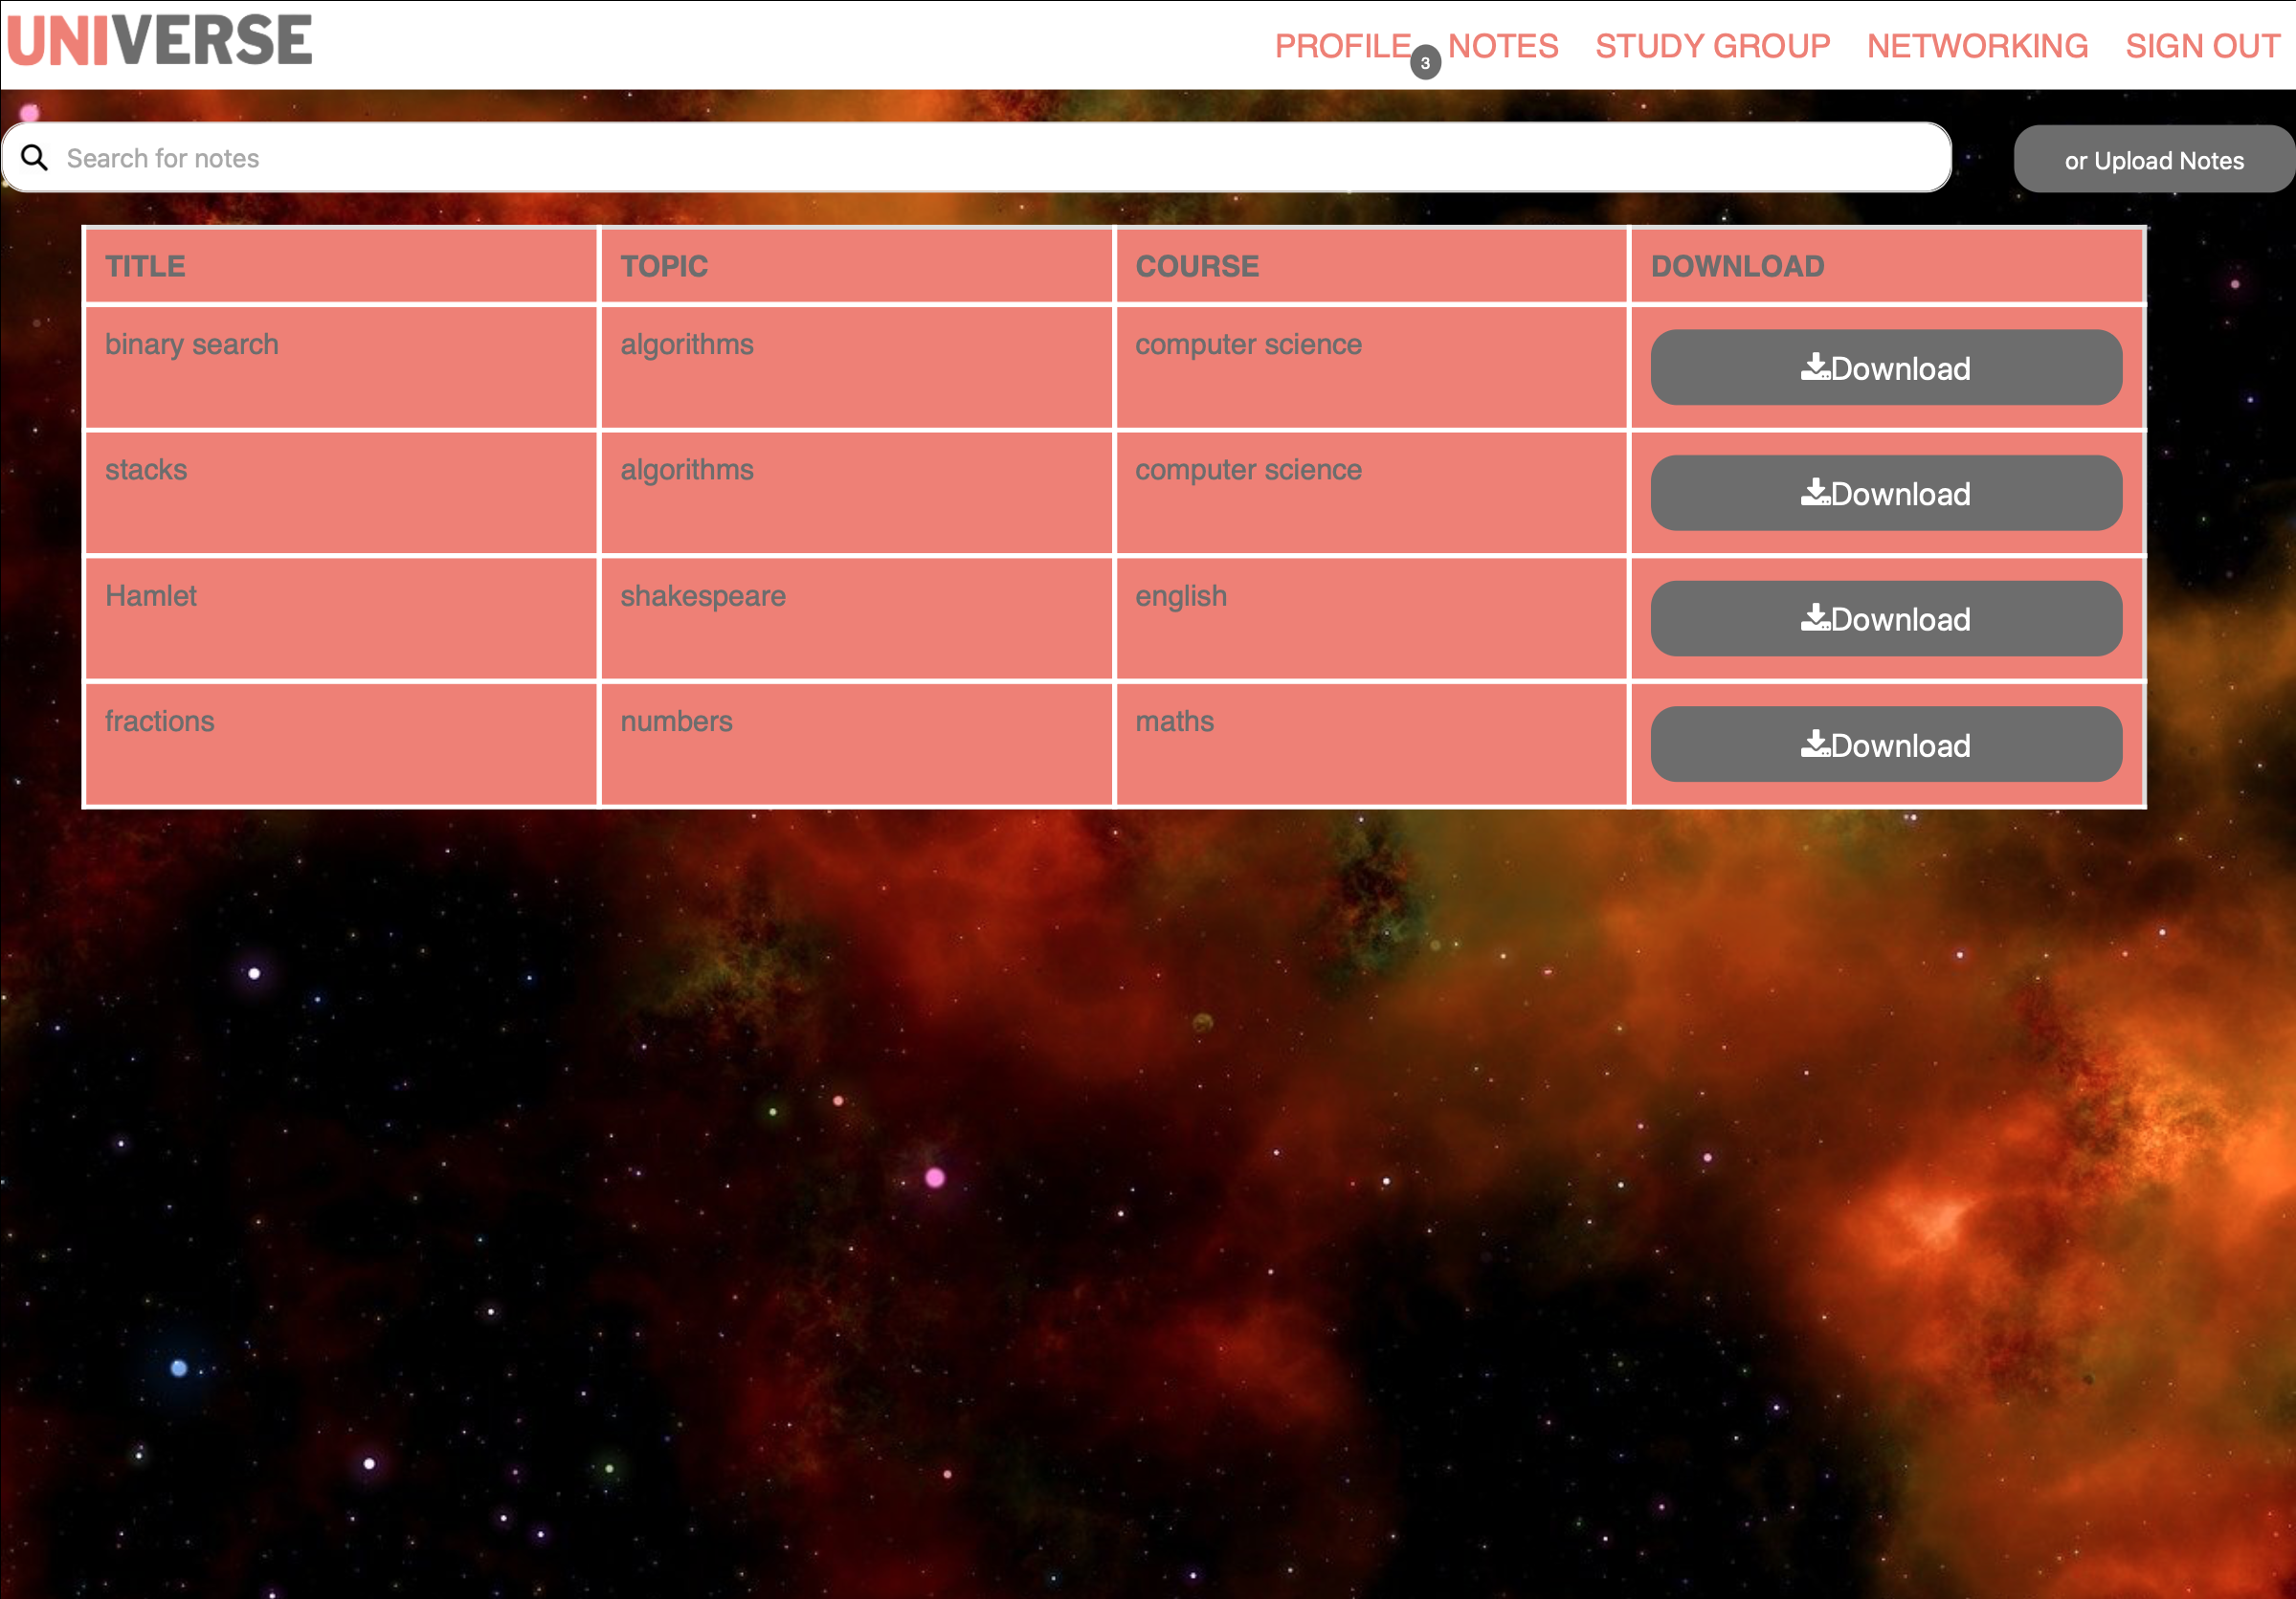 UNIVERSE
PROFILE 3 NOTES STUDY GROUP NETWORKING SIGN OUT
Search for notes
or Upload Notes
TITLE TOPIC COURSE DOWNLOAD
binary search algorithms computer science Download
stacks algorithms computer science Download
Hamlet shakespeare english Download
fractions numbers maths Download